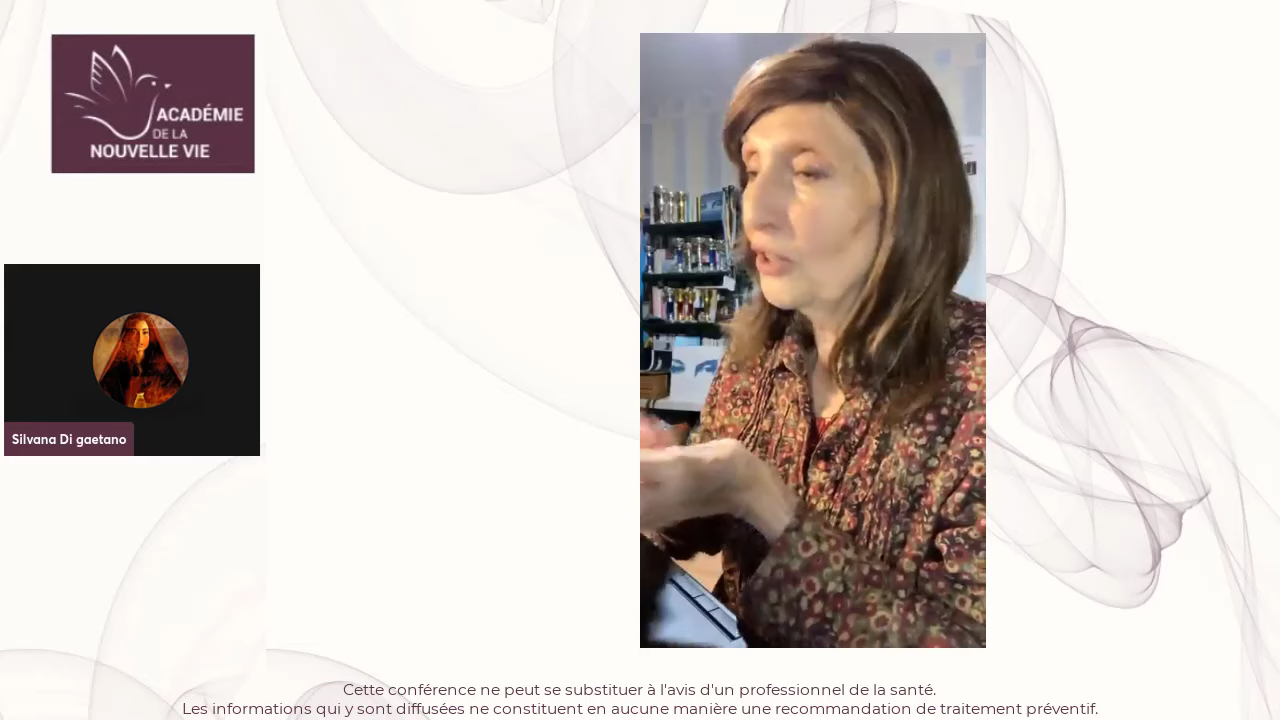 ACADÉMIE
DE LA
NOUVELLE VIE
Silvana Di gaetano
Cette conférence ne peut se substituer à l'avis d'un professionnel de la santé.
Les informations qui y sont diffusées ne constituent en aucune manière une recommandation de traitement préventif.